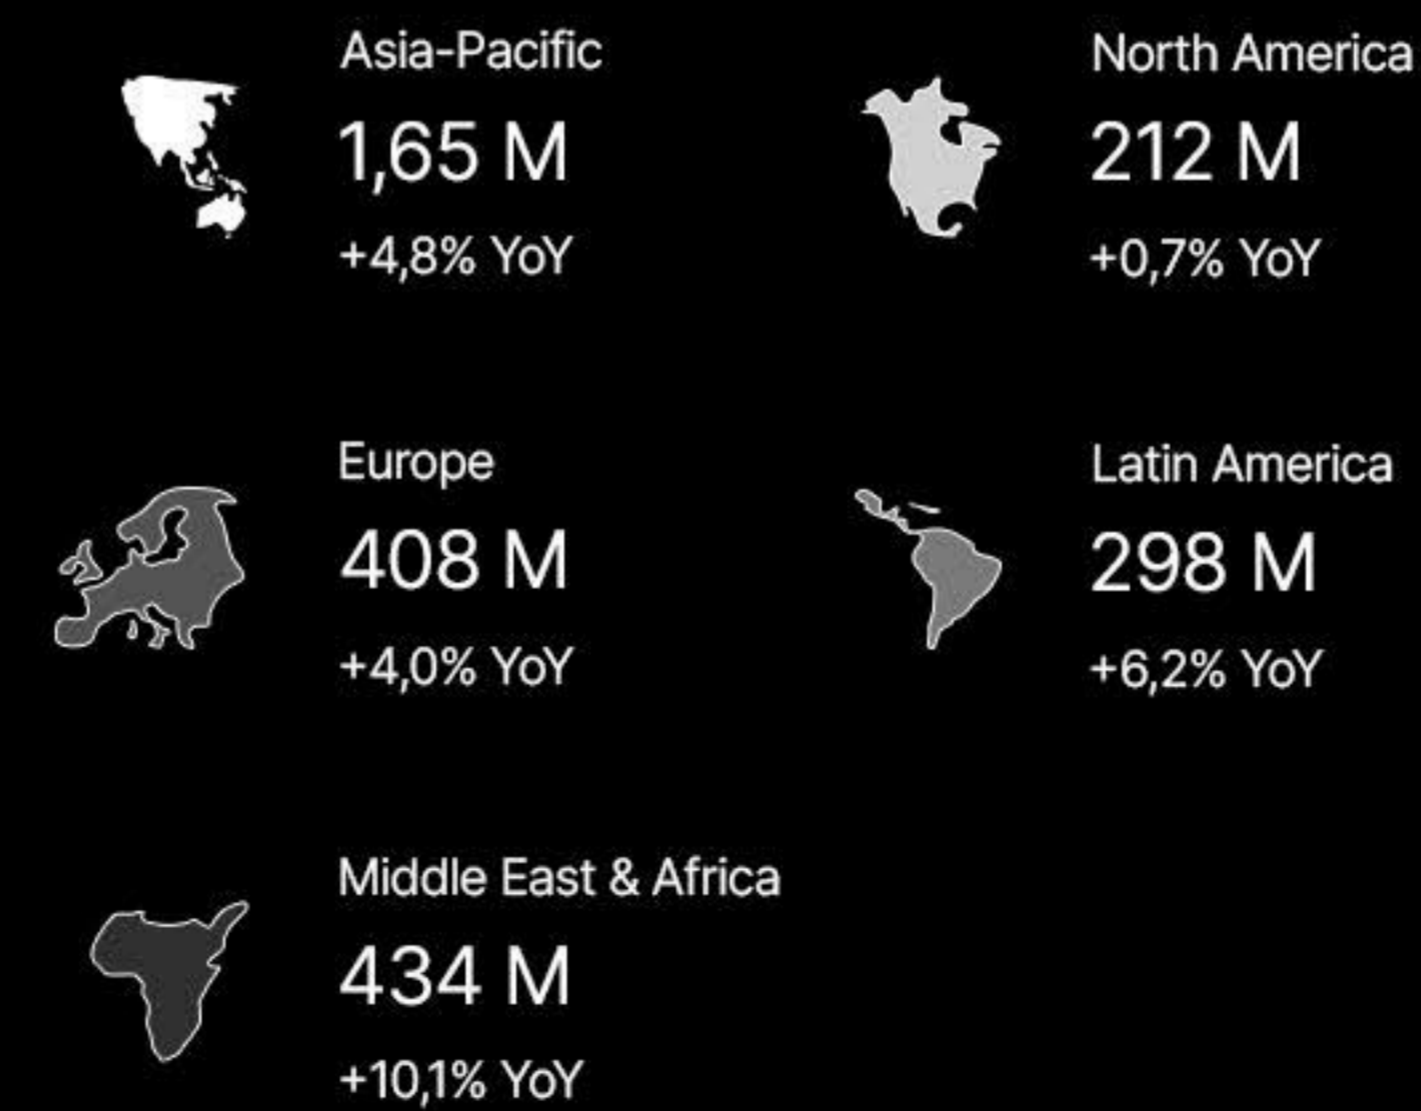 Asia-Pacific
1,65 M
+4,8% YoY
North America
212 M
+0,7% YoY
Europe
408 M
+4,0% YoY
Latin America
298 M
+6,2% YoY
Middle East & Africa
434 M
+10,1% YoY